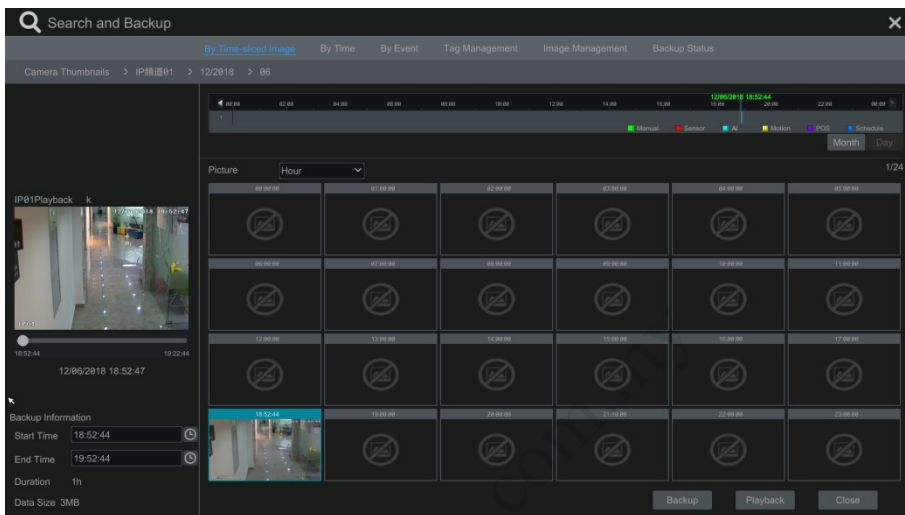 Search and Backup
By Time-sliced Image By Time By Event Tag Management Image Management Backup Status
Camera Thumbnails > IP頻道01 > 12/2018 > 06
12/06/2018 18:52:44
00:00 02:00 04:00 06:00 08:00 10:00 12:00 14:00 16:00 18:00 20:00 22:00 00:00
1
Manual Sensor AI Motion POS Schedule
Month Day
Picture Hour 1/24
00:00:00 01:00:00 02:00:00 03:00:00 04:00:00 05:00:00
IP01Playback k
06:00:00 07:00:00 08:00:00 09:00:00 10:00:00 11:00:00
12:00:00 13:00:00 14:00:00 15:00:00 16:00:00 17:00:00
18:52:44 19:22:44
12/06/2018 18:52:47
18:52:44 19:00:00 20:00:00 21:00:00 22:00:00 23:00:00
Backup Information
Start Time 18:52:44
End Time 19:52:44
Duration 1h
Data Size 3MB
Backup Playback Close